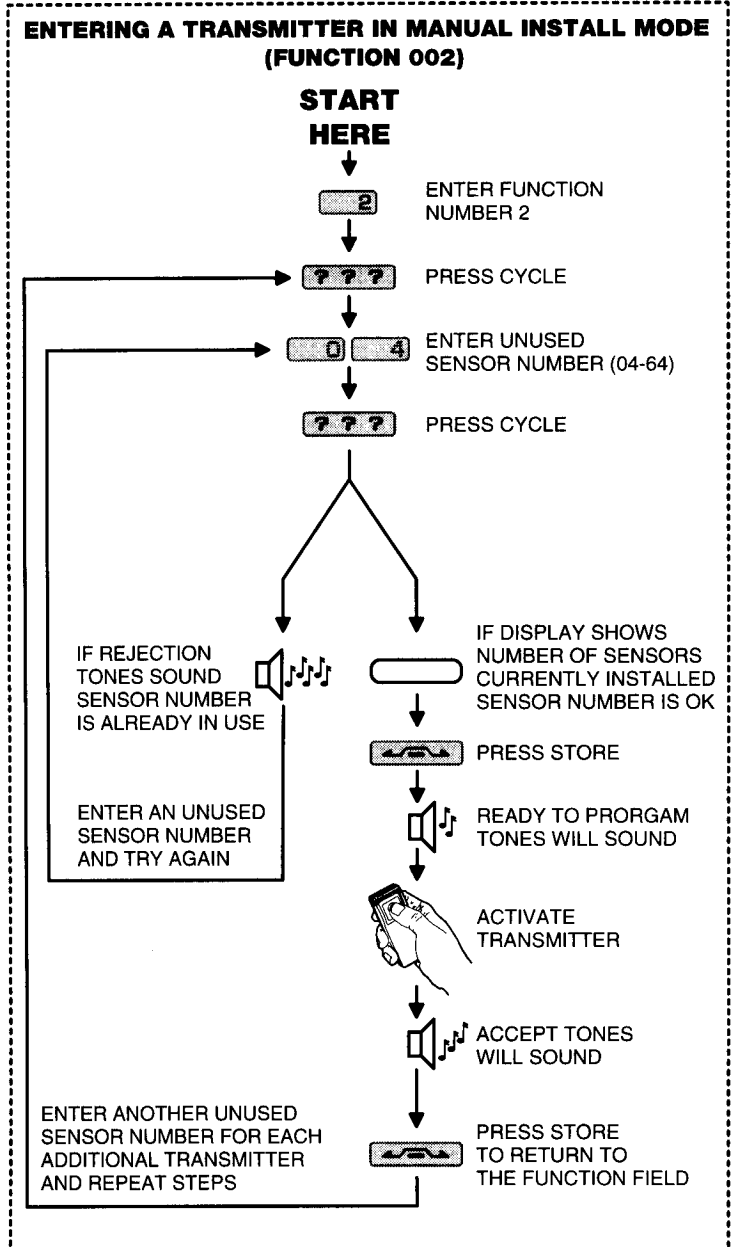 ENTERING A TRANSMITTER IN MANUAL INSTALL MODE
(FUNCTION 002)
START
HERE
2
ENTER FUNCTION
NUMBER 2
? ? ?
PRESS CYCLE
0 4
ENTER UNUSED
SENSOR NUMBER (04-64)
? ? ?
PRESS CYCLE
IF REJECTION
TONES SOUND
SENSOR NUMBER
IS ALREADY IN USE
ENTER AN UNUSED
SENSOR NUMBER
AND TRY AGAIN
IF DISPLAY SHOWS
NUMBER OF SENSORS
CURRENTLY INSTALLED
SENSOR NUMBER IS OK
PRESS STORE
READY TO PRORGAM
TONES WILL SOUND
ACTIVATE
TRANSMITTER
ACCEPT TONES
WILL SOUND
ENTER ANOTHER UNUSED
SENSOR NUMBER FOR EACH
ADDITIONAL TRANSMITTER
AND REPEAT STEPS
PRESS STORE
TO RETURN TO
THE FUNCTION FIELD